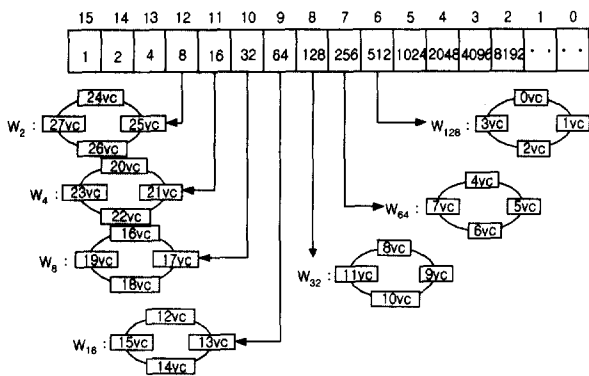 15 14 13 12 11 10 9 8 7 6 5 4 3 2 1 0
1 2 4 8 16 32 64 128 256 512 1024 2048 4096 8192 · · · ·
24vc
W2 : 27vc 25vc
26vc
20vc
W4 : 23vc 21vc
22vc
16vc
W8 : 19vc 17vc
18vc
12vc
W16 : 15vc 13vc
14vc
0vc
W128 : 3vc 1vc
2vc
4vc
W64 : 7vc 5vc
6vc
8vc
W32 : 11vc 9vc
10vc